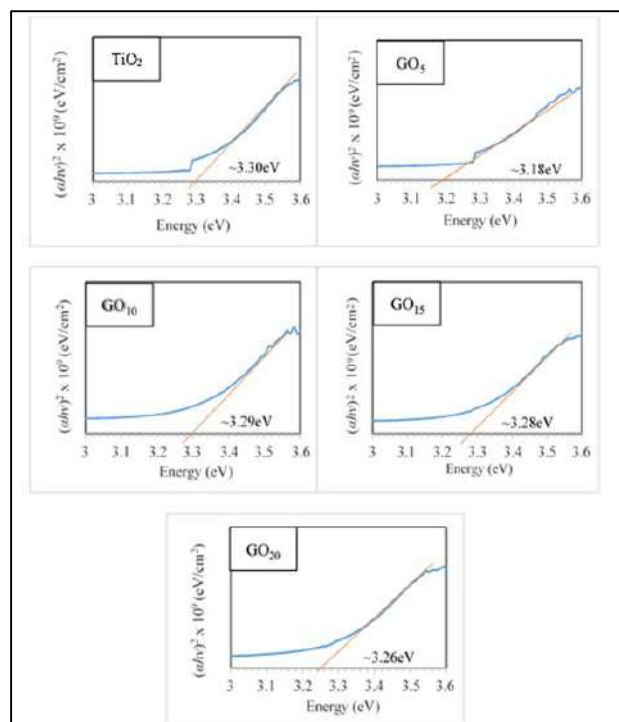 TiO₂
(αhν)² x 10⁹ (eV/cm²)
~3.30eV
3 3.1 3.2 3.3 3.4 3.5 3.6
Energy (eV)
GO₅
(αhν)² x 10⁹ (eV/cm²)
~3.18eV
3 3.1 3.2 3.3 3.4 3.5 3.6
Energy (eV)
GO₁₀
(αhν)² x 10⁹ (eV/cm²)
~3.29eV
3 3.1 3.2 3.3 3.4 3.5 3.6
Energy (eV)
GO₁₅
(αhν)² x 10⁹ (eV/cm²)
~3.28eV
3 3.1 3.2 3.3 3.4 3.5 3.6
Energy (eV)
GO₂₀
(αhν)² x 10⁹ (eV/cm²)
~3.26eV
3 3.1 3.2 3.3 3.4 3.5 3.6
Energy (eV)